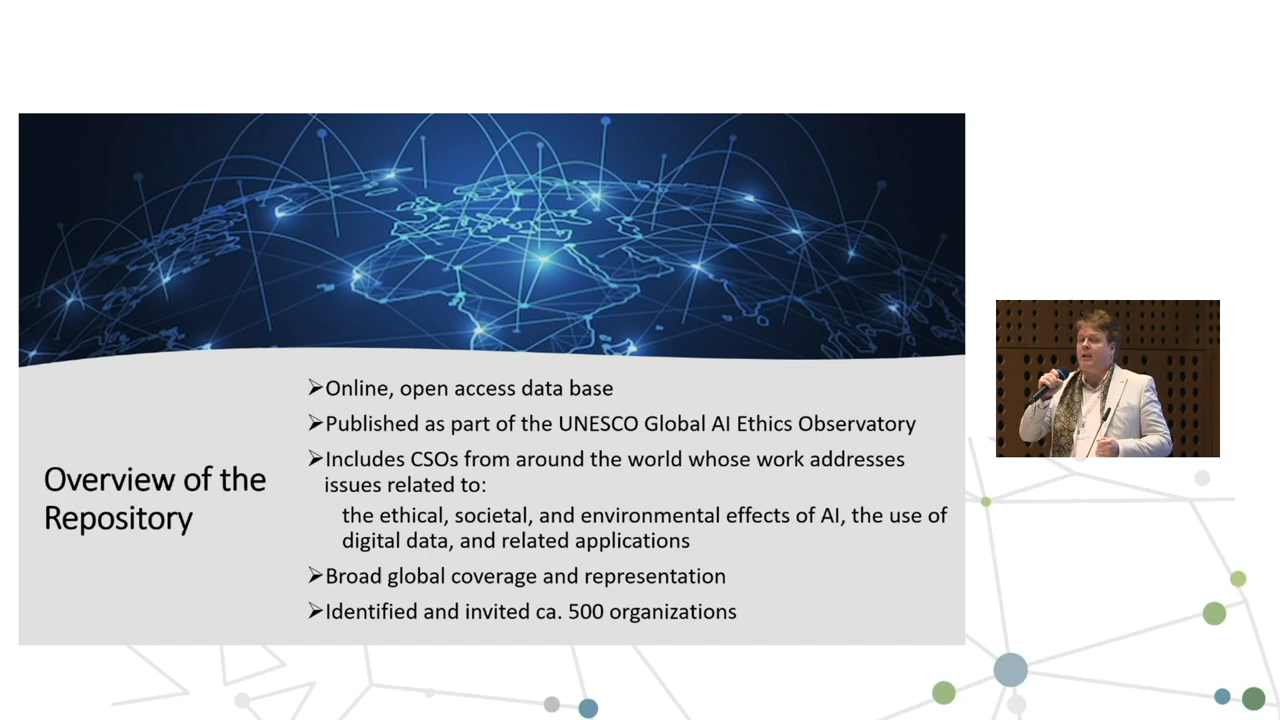 Overview of the
Repository
➢Online, open access data base
➢Published as part of the UNESCO Global AI Ethics Observatory
➢Includes CSOs from around the world whose work addresses
issues related to:
the ethical, societal, and environmental effects of AI, the use of
digital data, and related applications
➢Broad global coverage and representation
➢Identified and invited ca. 500 organizations